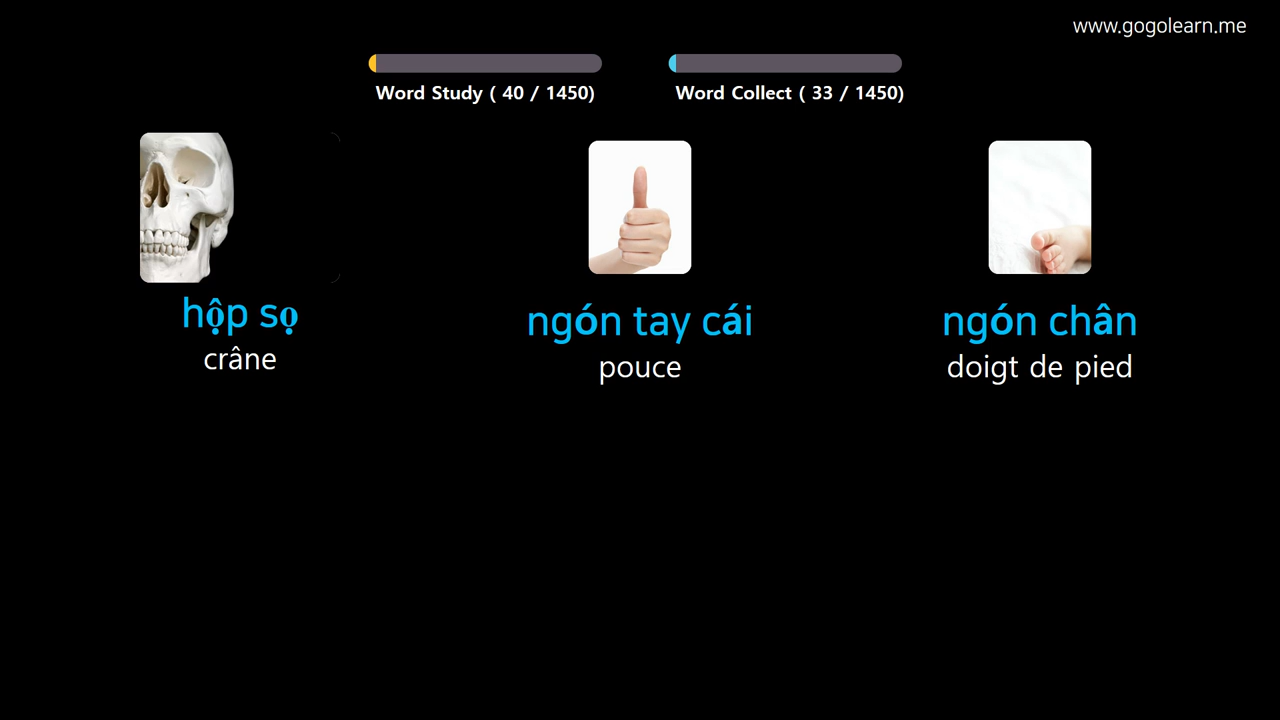 www.gogolearn.me
Word Study ( 40 / 1450)
Word Collect ( 33 / 1450)
hộp sọ
crâne
ngón tay cái
pouce
ngón chân
doigt de pied